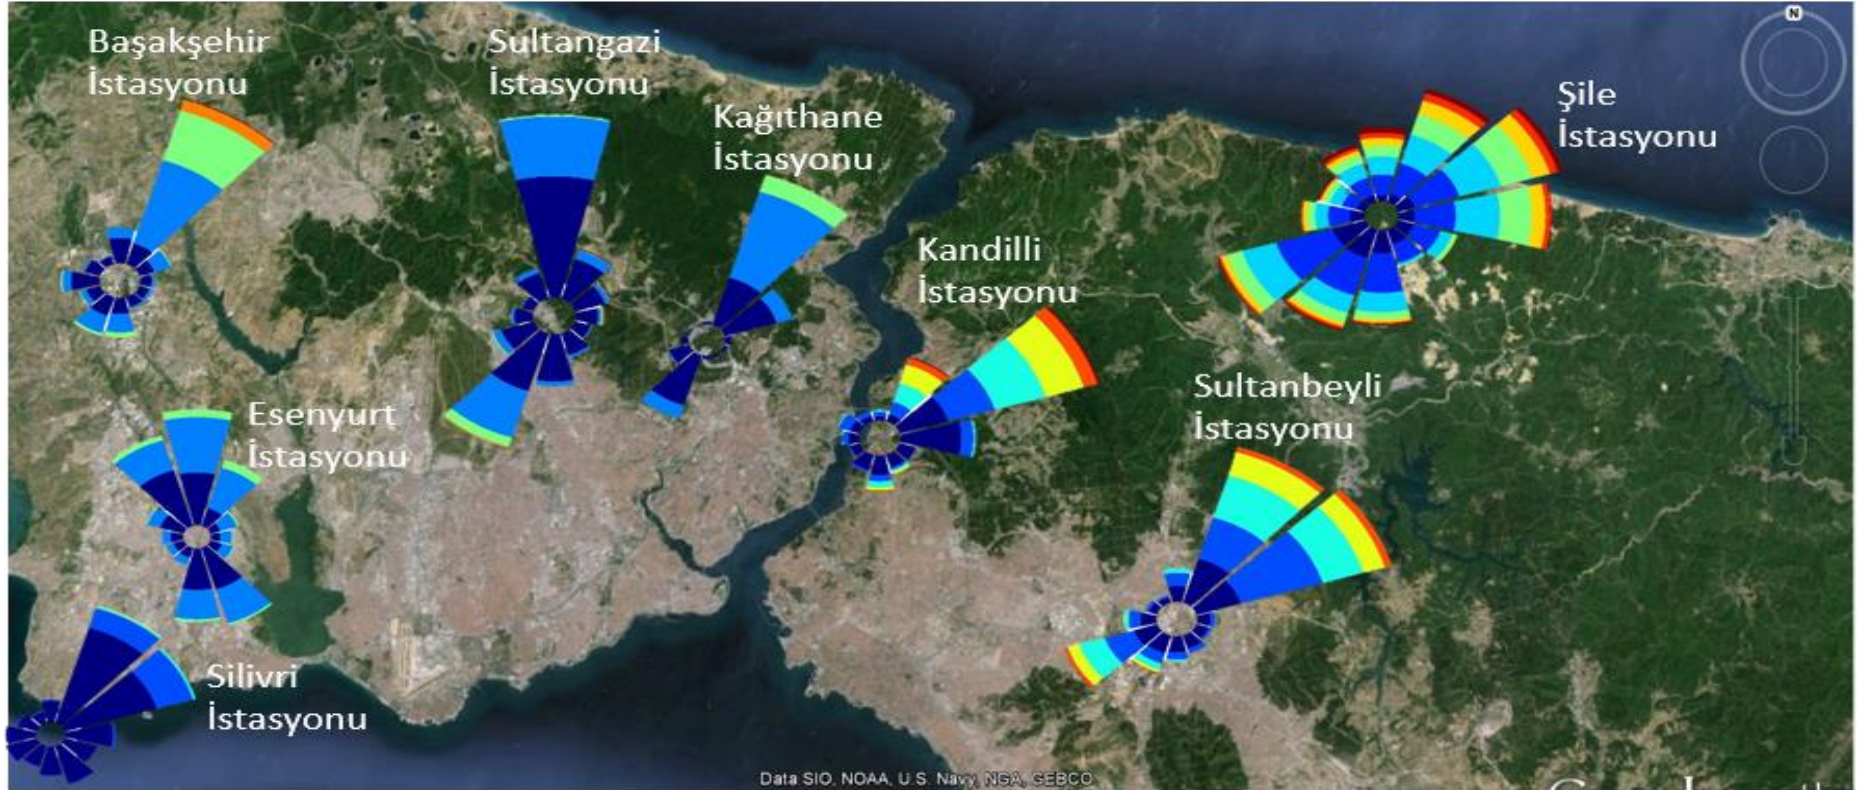 N
Başakşehir
İstasyonu
Sultangazi
İstasyonu
Kağıthane
İstasyonu
Şile
İstasyonu
Kandilli
İstasyonu
Sultanbeyli
İstasyonu
Esenyurt
İstasyonu
Silivri
İstasyonu
Data SIO, NOAA, U.S. Navy, NGA, GEBCO